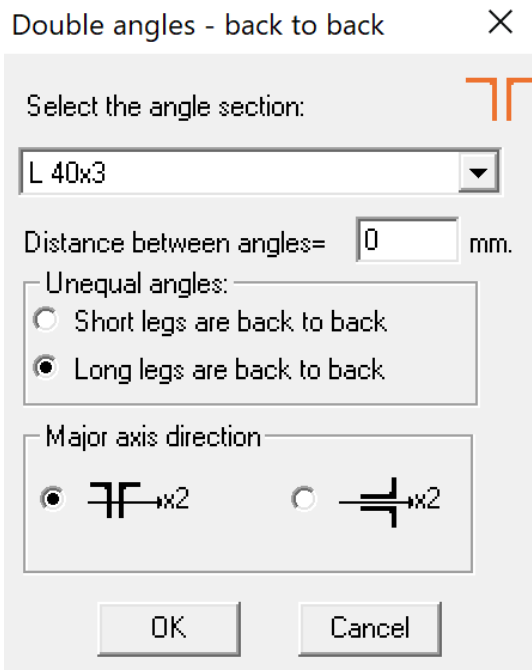 Double angles - back to back
Select the angle section:
L 40x3
Distance between angles= 0 mm.
Unequal angles:
Short legs are back to back
Long legs are back to back
Major axis direction
x2 x2
OK Cancel